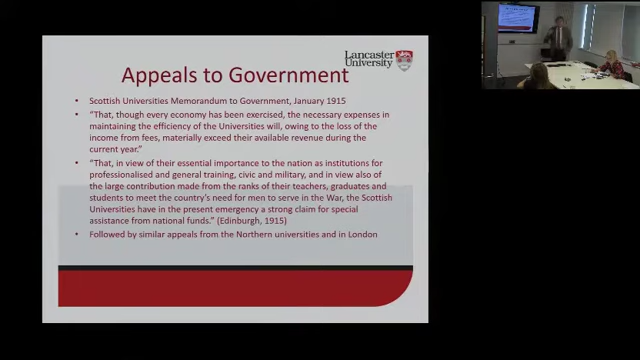 Lancaster
University
Appeals to Government
• Scottish Universities Memorandum to Government, January 1915
• “That, though every economy has been exercised, the necessary expenses in
maintaining the efficiency of the Universities will, owing to the loss of the
income from fees, materially exceed their available revenue during the
current year.”
• “That, in view of their essential importance to the nation as institutions for
professional and general training, civic and military, and in view also of
the large contribution made from the ranks of their teachers, graduates and
students to meet the country's need for men to serve in the War, the Scottish
Universities have in the present emergency a strong claim for special
assistance from national funds.” (Edinburgh, 1915)
• Followed by similar appeals from the Northern universities and in London